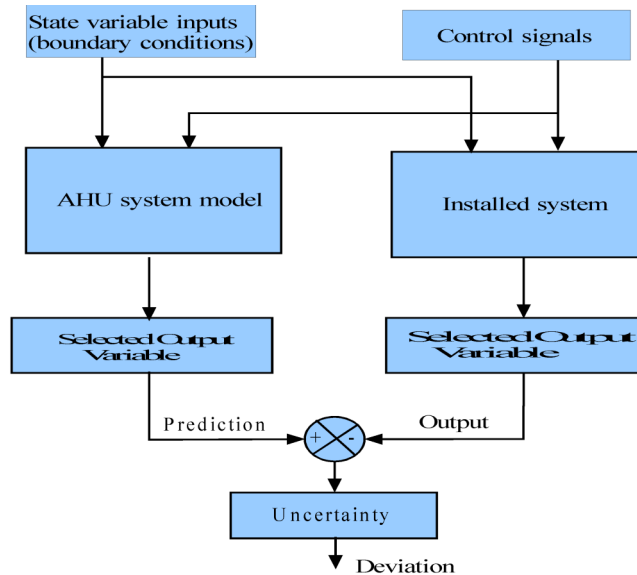 State variable inputs
(boundary conditions)
Control signals
AHU system model
Installed system
Selected Output
Variable
Selected Output
Variable
Prediction
Output
+
-
Uncertainty
Deviation